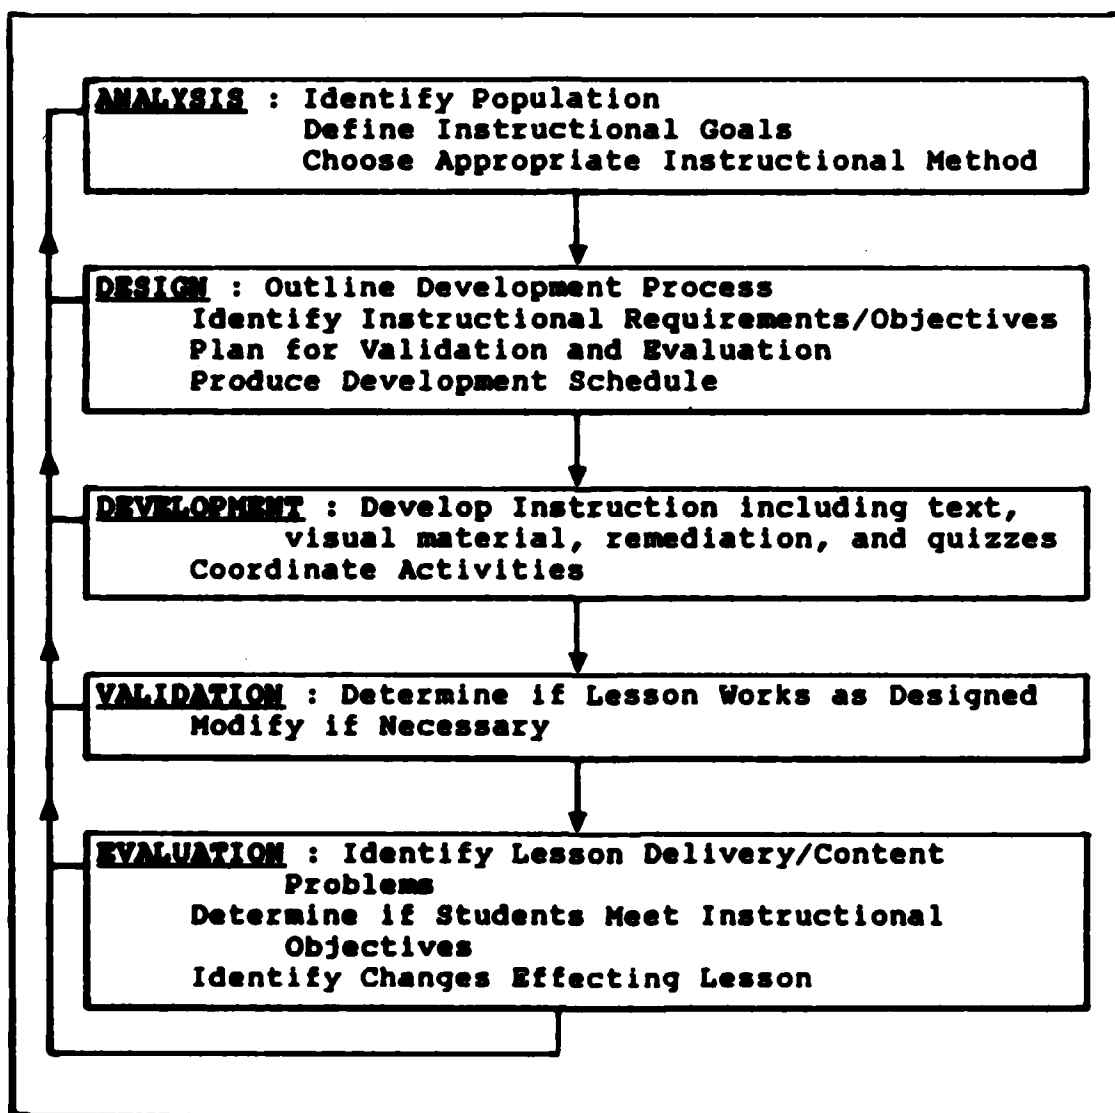 ANALYSIS : Identify Population
Define Instructional Goals
Choose Appropriate Instructional Method
DESIGN : Outline Development Process
Identify Instructional Requirements/Objectives
Plan for Validation and Evaluation
Produce Development Schedule
DEVELOPMENT : Develop Instruction including text,
visual material, remediation, and quizzes
Coordinate Activities
VALIDATION : Determine if Lesson Works as Designed
Modify if Necessary
EVALUATION : Identify Lesson Delivery/Content
Problems
Determine if Students Meet Instructional
Objectives
Identify Changes Effecting Lesson